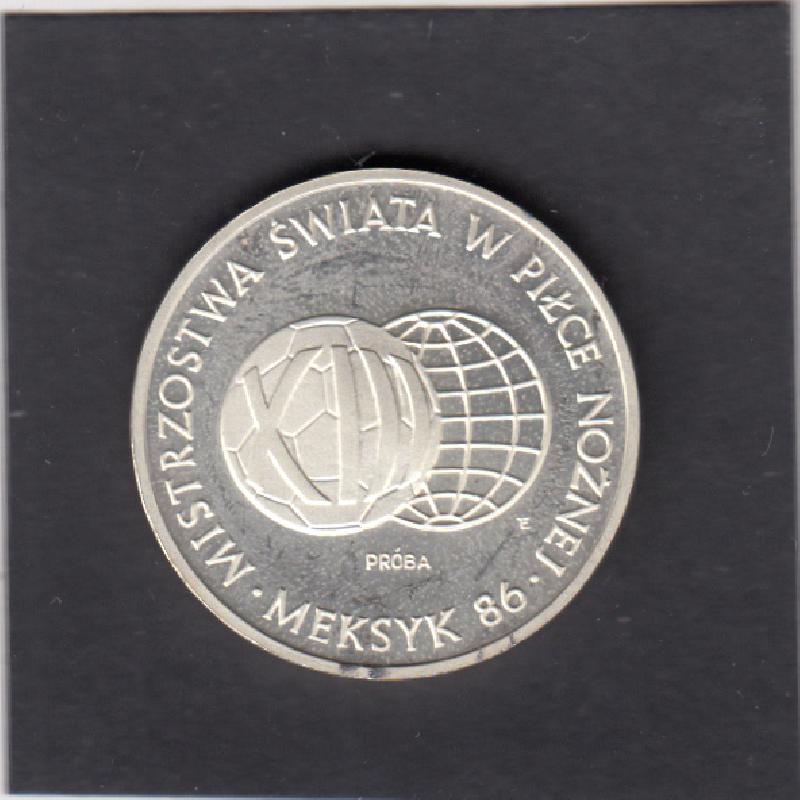 MISTRZOSTWA ŚWIATA W PIŁCE NOŻNEJ
· MEKSYK 86 ·
XIII
PRÓBA